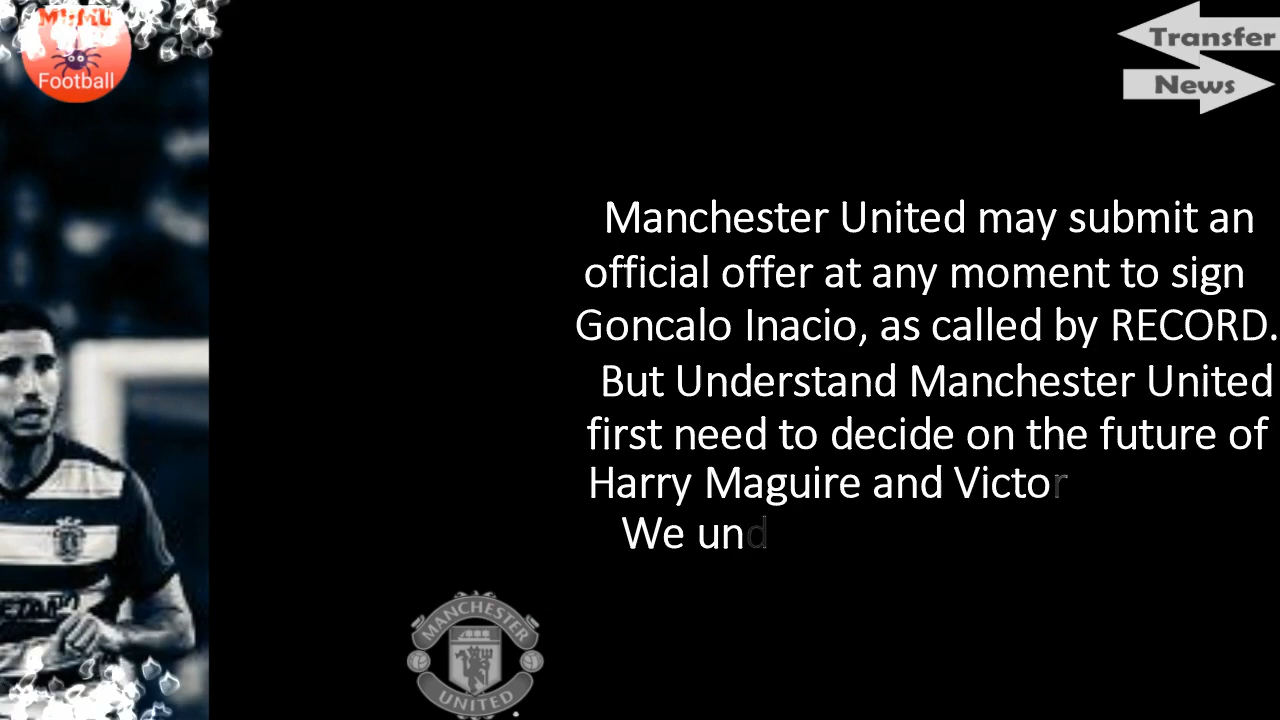 MUMU
Football
Transfer
News
Manchester United may submit an
official offer at any moment to sign
Goncalo Inacio, as called by RECORD.
But Understand Manchester United
first need to decide on the future of
Harry Maguire and Victor
We und
MANCHESTER
UNITED